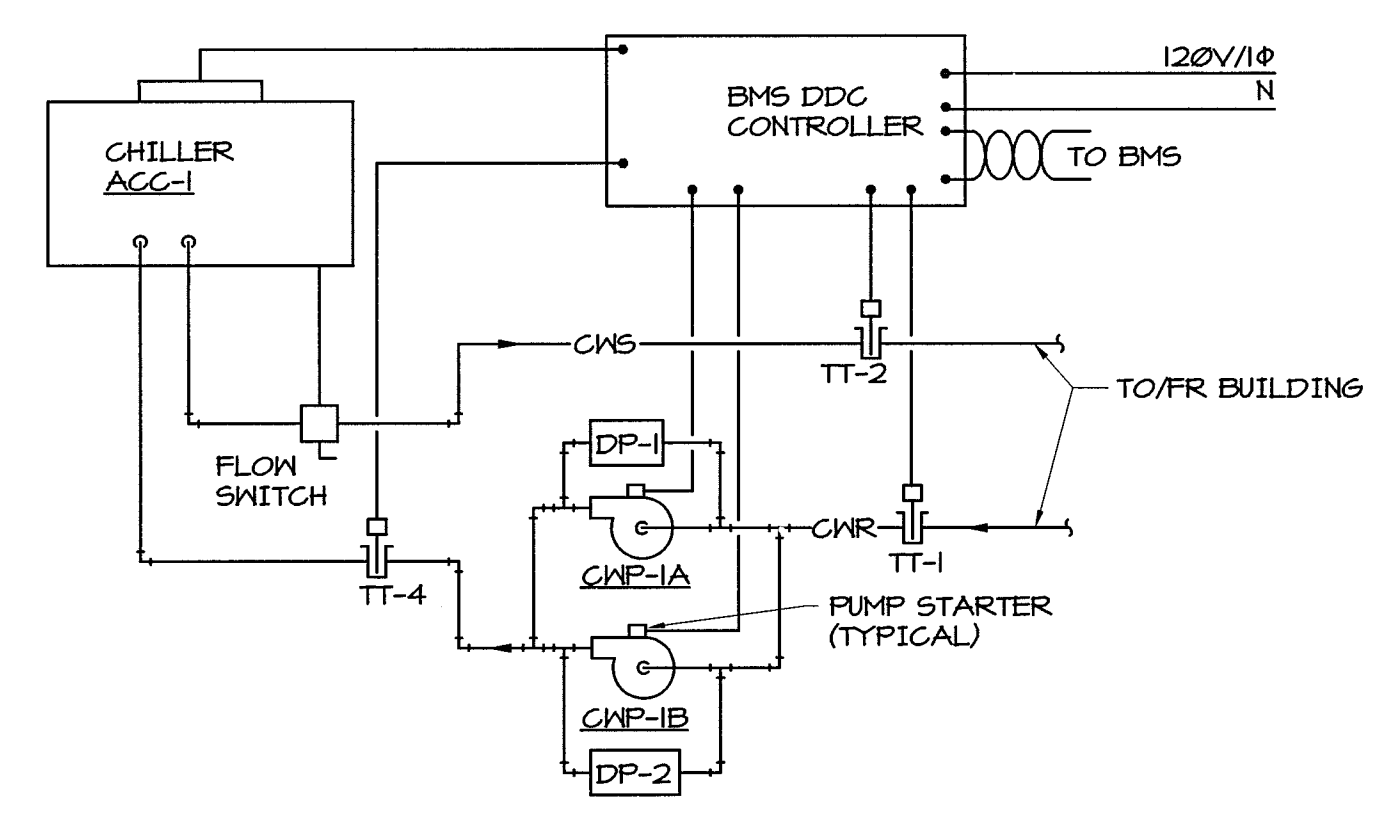 120V/1Φ
N
BMS DDC
CONTROLLER
CHILLER
ACC-1
TO BMS
CWS
TT-2
TO/FR BUILDING
DP-1
FLOW
SWITCH
CWR
TT-1
CWP-1A
TT-4
PUMP STARTER
(TYPICAL)
CWP-1B
DP-2